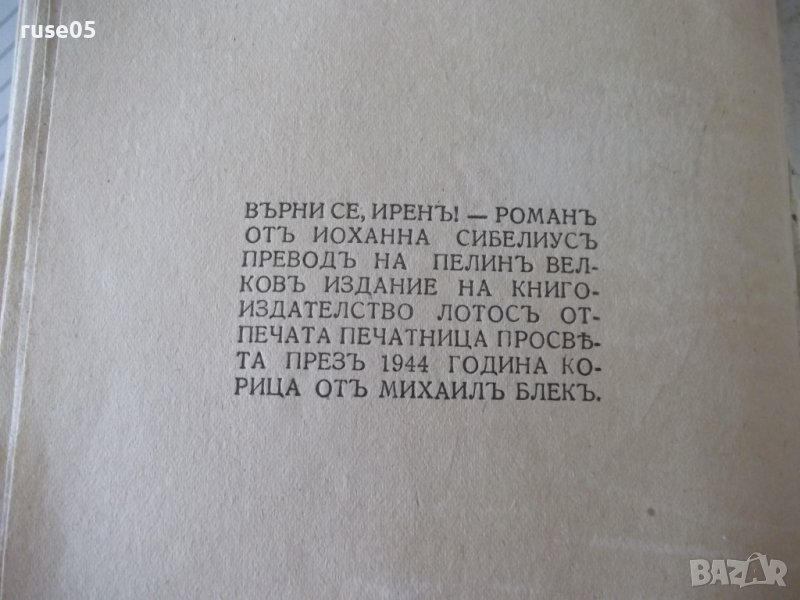 ruse05
ВЪРНИ СЕ, ИРЕНЪ! — РОМАНЪ
ОТЪ ИОХАННА СИБЕЛИУСЪ
ПРЕВОДЪ НА ПЕЛИНЪ ВЕЛ-
КОВЪ ИЗДАНИЕ НА КНИГО-
ИЗДАТЕЛСТВО ЛОТОСЪ ОТ-
ПЕЧАТА ПЕЧАТНИЦА ПРОСВѢ-
ТА ПРЕЗЪ 1944 ГОДИНА КО-
РИЦА ОТЪ МИХАИЛЪ БЛЕКЪ.
BAZAR